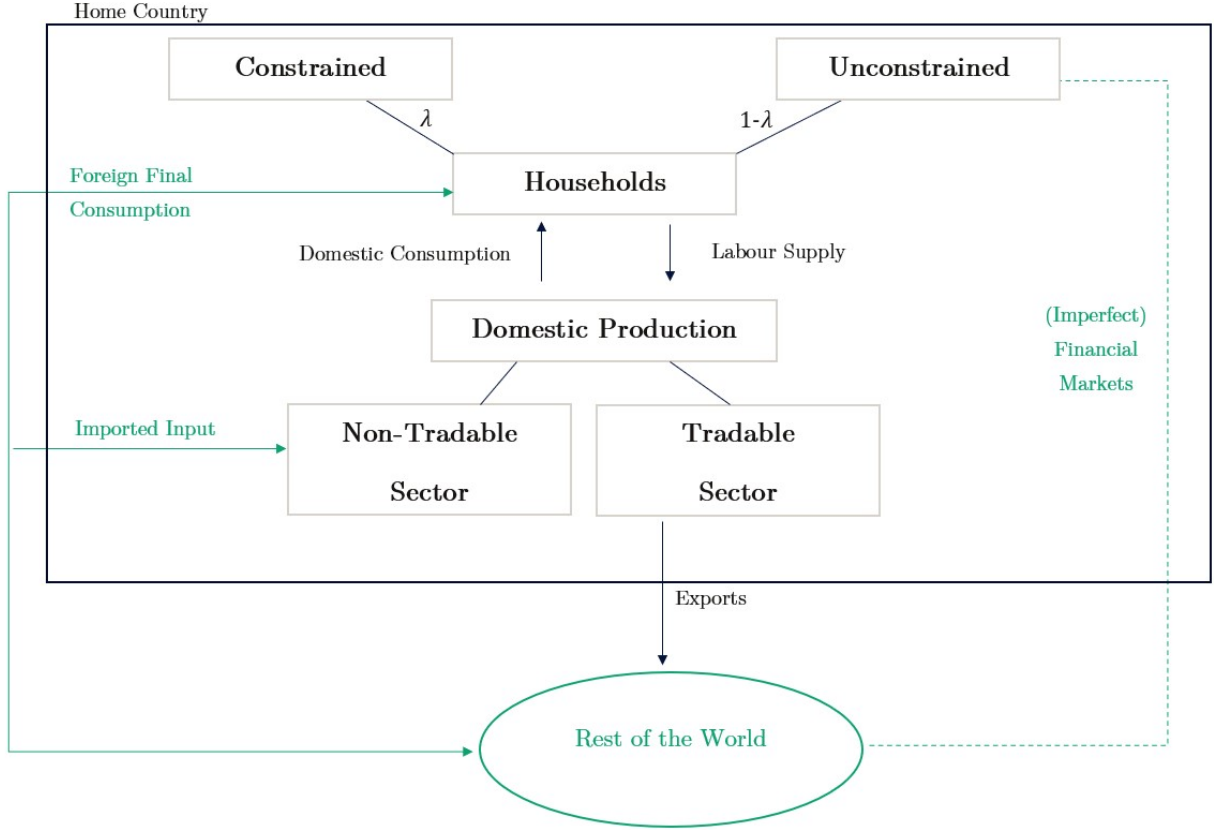 Home Country
Constrained
Unconstrained
λ
1-λ
Foreign Final
Consumption
Households
Domestic Consumption
Labour Supply
(Imperfect)
Financial
Markets
Domestic Production
Imported Input
Non-Tradable
Sector
Tradable
Sector
Exports
Rest of the World